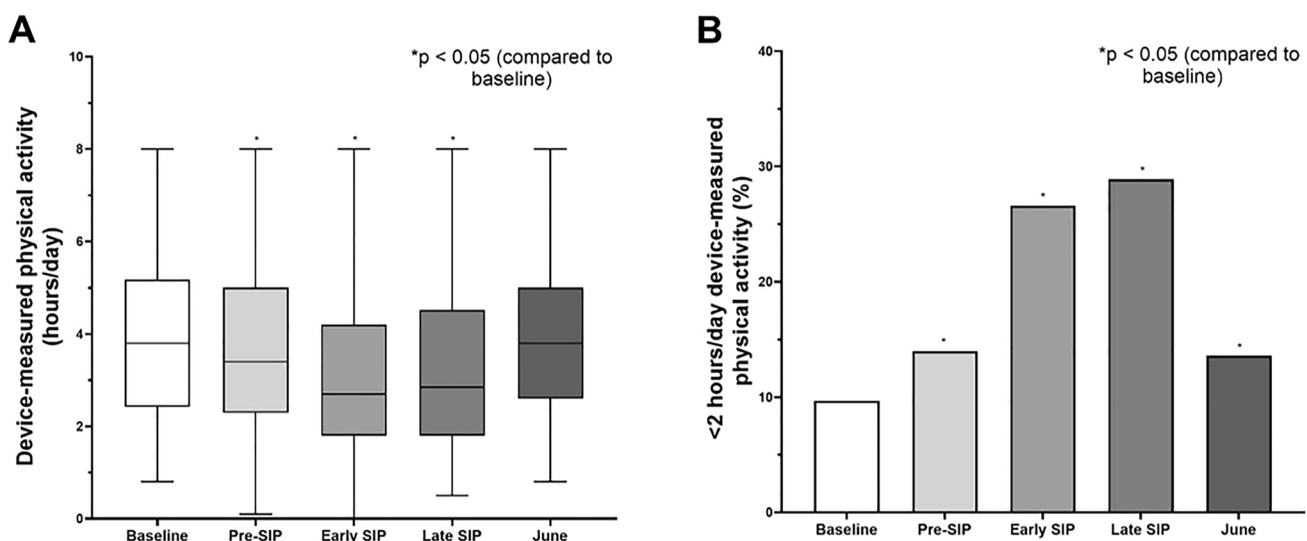 A
*p < 0.05 (compared to
baseline)
Device-measured physical activity
(hours/day)
10
8
6
4
2
0
*
*
*
Baseline
Pre-SIP
Early SIP
Late SIP
June
B
*p < 0.05 (compared to
baseline)
<2 hours/day device-measured
physical activity (%)
40
30
20
10
0
*
*
*
*
Baseline
Pre-SIP
Early SIP
Late SIP
June